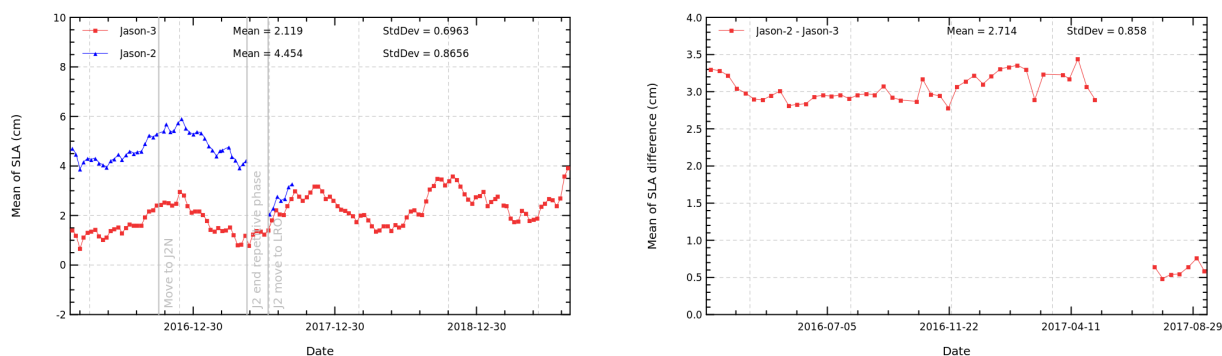 Jason-3 Mean = 2.119 StdDev = 0.6963
Jason-2 Mean = 4.454 StdDev = 0.8656
10
8
6
4
2
0
-2
Mean of SLA (cm)
Move to J2N
J2 end repetitive phase
J2 move to LRO
2016-12-30 2017-12-30 2018-12-30
Date
Jason-2 - Jason-3 Mean = 2.714 StdDev = 0.858
4.0
3.5
3.0
2.5
2.0
1.5
1.0
0.5
0.0
Mean of SLA difference (cm)
2016-07-05 2016-11-22 2017-04-11 2017-08-29
Date